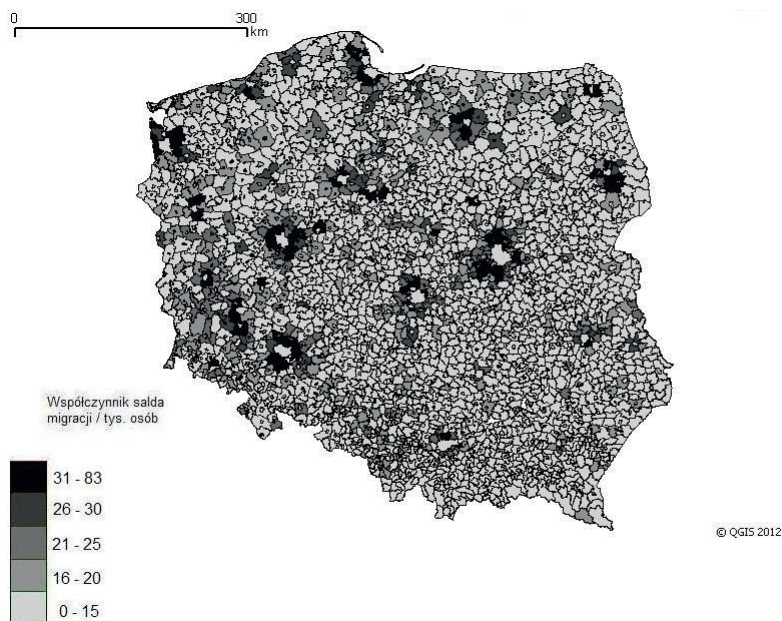 0 300
km
Współczynnik salda
migracji / tys. osób
31 - 83
26 - 30
21 - 25
16 - 20
0 - 15
© QGIS 2012